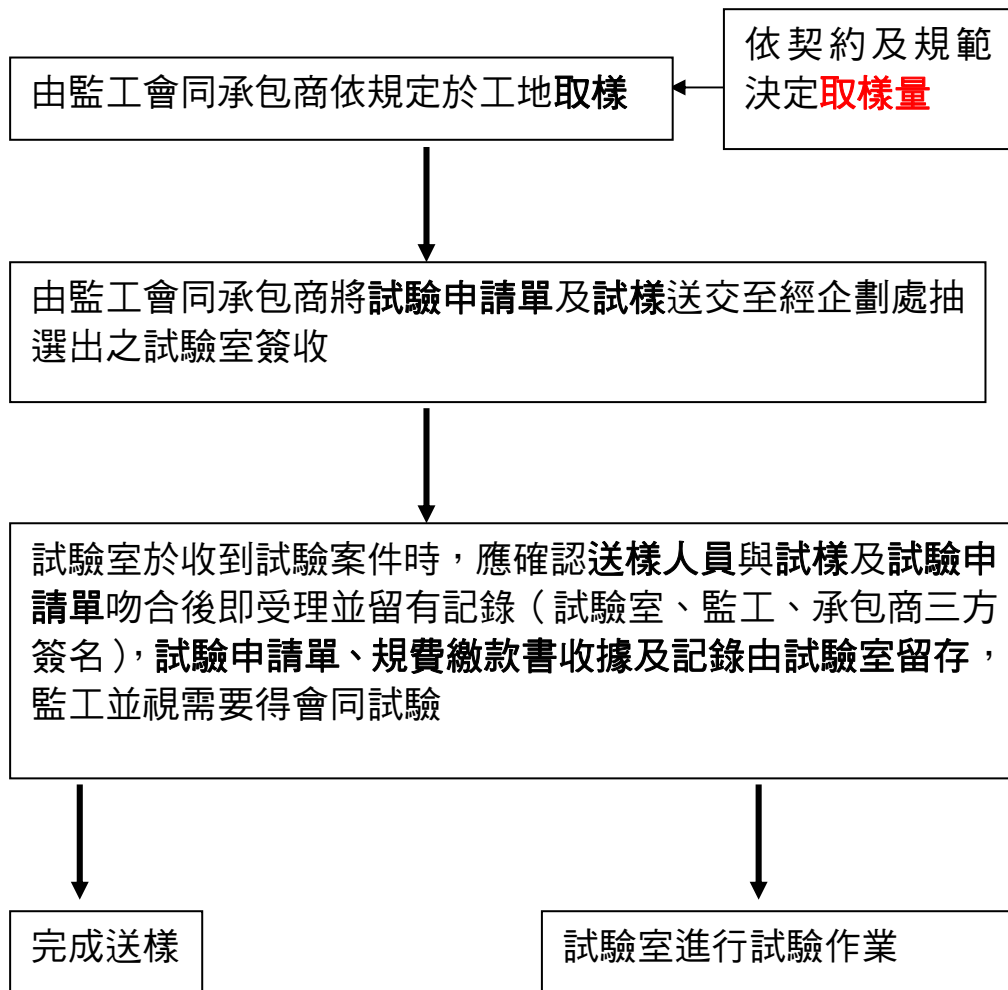 依契約及規範
決定取樣量
由監工會同承包商依規定於工地取樣
由監工會同承包商將試驗申請單及試樣送交至經企劃處抽
選出之試驗室簽收
試驗室於收到試驗案件時，應確認送樣人員與試樣及試驗申
請單吻合後即受理並留有記錄（試驗室、監工、承包商三方
簽名），試驗申請單、規費繳款書收據及記錄由試驗室留存，
監工並視需要得會同試驗
完成送樣
試驗室進行試驗作業